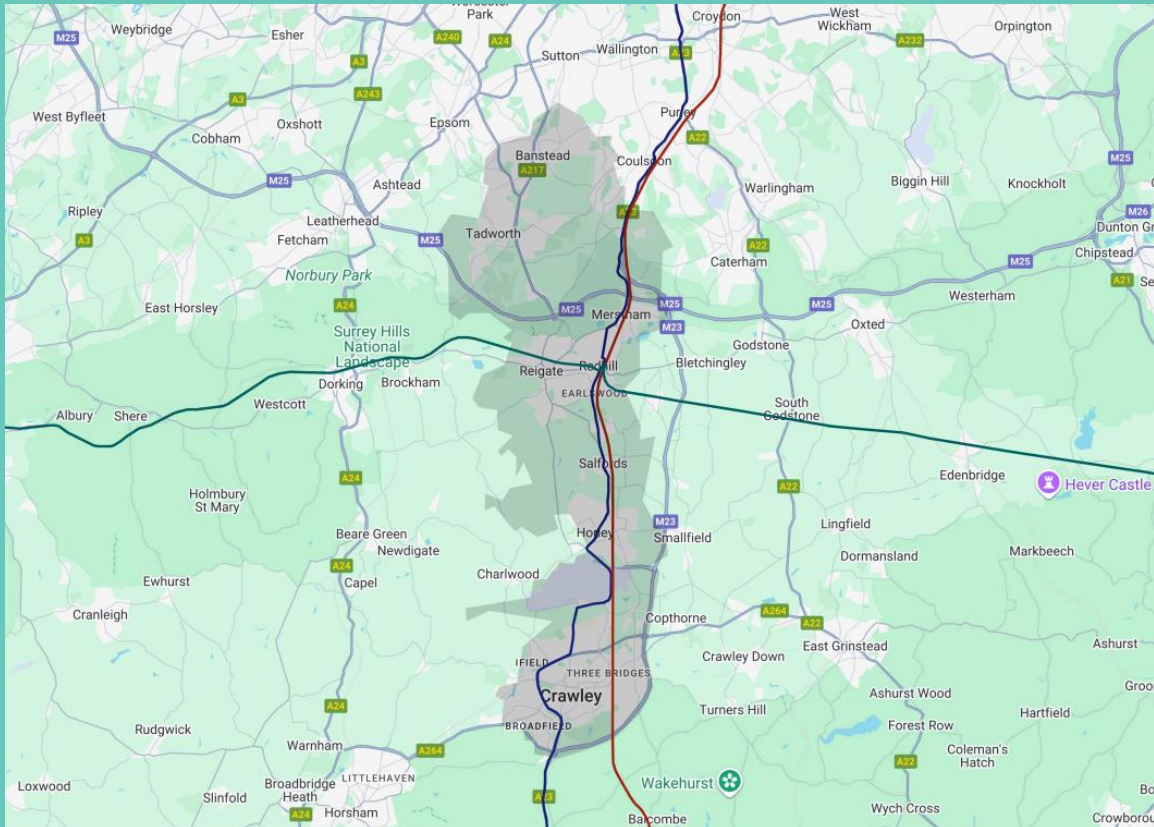 Worcester
Park
Croydon
West
Wickham
Orpington
Weybridge
M25
Esher
A240
A24
Wallington
A23
A232
Sutton
A3
A3
A243
West Byfleet
Oxshott
Cobham
Epsom
Purley
A22
Banstead
A217
Coulsdon
M25
Ashtead
Warlingham
Biggin Hill
Knockholt
M25
Ripley
A3
Leatherhead
Fetcham
M25
Tadworth
A23
A22
Caterham
M26
Dunton Gr
Chipstead
A21
Norbury Park
M25
Westerham
East Horsley
A24
M25
Merstham
M25
M23
M25
Oxted
Surrey Hills
National
Landscape
Godstone
Dorking
Brockham
Reigate
Redhill
Bletchingley
EARLSWOOD
Albury
Shere
Westcott
South
Godstone
A24
Salfords
Edenbridge
Hever Castle
A22
Holmbury
St Mary
Beare Green
Newdigate
Horley
M23
Smallfield
Lingfield
Dormansland
Markbeech
A24
Charlwood
Ewhurst
Capel
Cranleigh
Copthorne
A264
A22
Ashurst
East Grinstead
IFIELD
THREE BRIDGES
Crawley Down
Crawley
Ashurst Wood
Groo
A24
BROADFIELD
Turners Hill
Forest Row
Hartfield
Rudgwick
Warnham
A264
Coleman's
Hatch
A22
Loxwood
Broadbridge
Heath
LITTLEHAVEN
Slinfold
A24
Horsham
A23
Wakehurst
Barcombe
Wych Cross
Bo
Crowborou